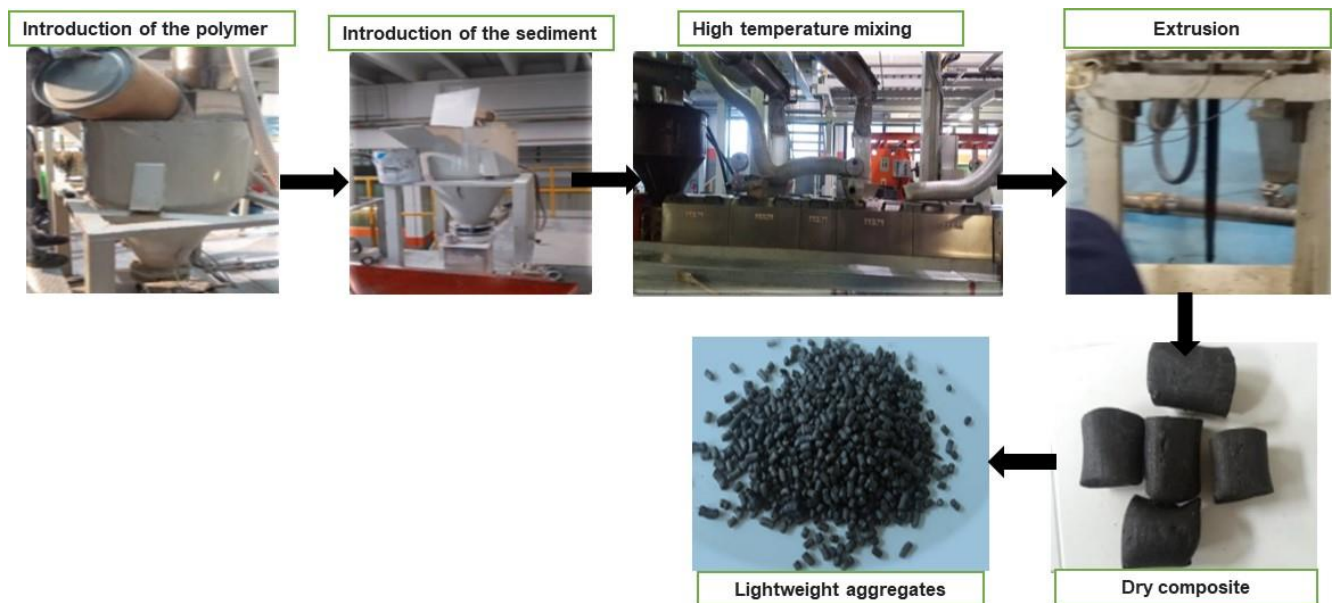 Introduction of the polymer
Introduction of the sediment
High temperature mixing
Extrusion
Lightweight aggregates
Dry composite